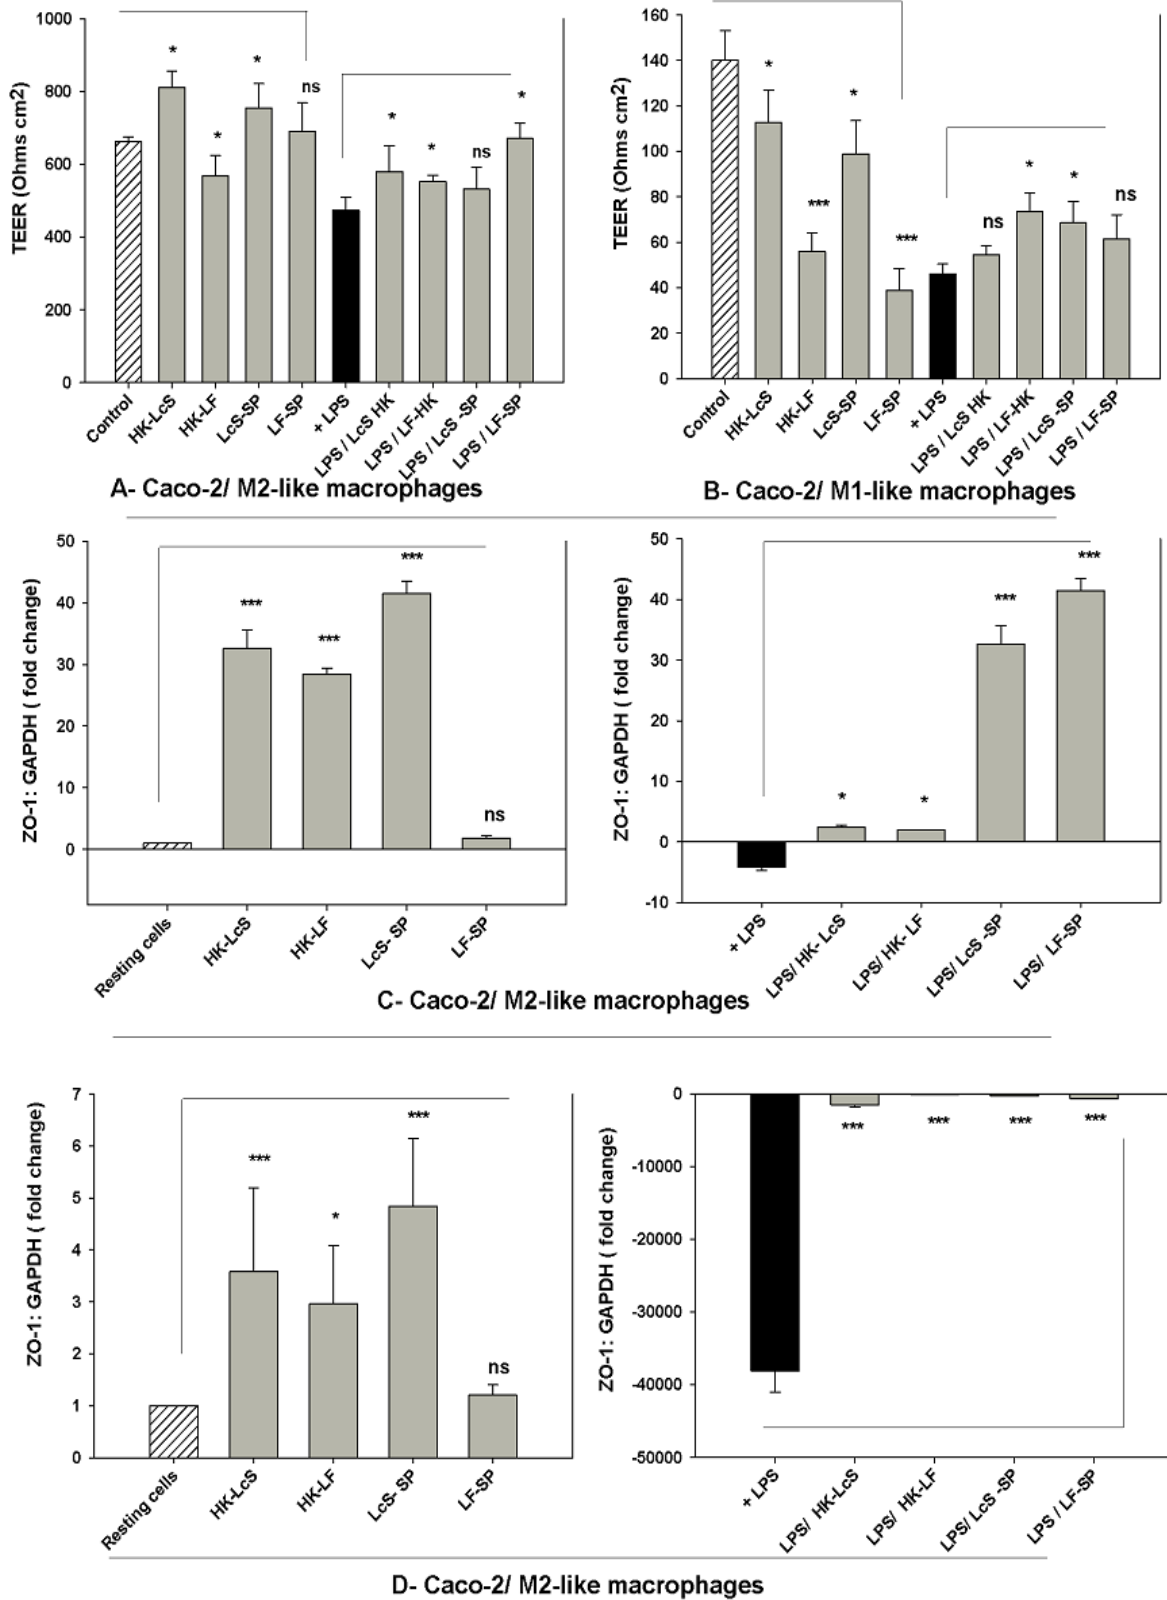 TEER (Ohms cm2)
1000
800
600
400
200
0
*
*
*
ns
*
*
ns
*
Control
HK-LcS
HK-LF
LcS-SP
LF-SP
+ LPS
LPS / LcS HK
LPS / LF-HK
LPS / LcS -SP
LPS / LF-SP
A- Caco-2/ M2-like macrophages
TEER (Ohms cm2)
160
140
120
100
80
60
40
20
0
*
***
*
***
ns
*
*
ns
Control
HK-LcS
HK-LF
LcS-SP
LF-SP
+ LPS
LPS / LcS HK
LPS / LF-HK
LPS / LcS -SP
LPS / LF-SP
B- Caco-2/ M1-like macrophages
ZO-1: GAPDH ( fold change)
50
40
30
20
10
0
***
***
***
ns
Resting cells
HK-LcS
HK-LF
LcS- SP
LF-SP
ZO-1: GAPDH ( fold change)
50
40
30
20
10
0
-10
*
*
***
***
+ LPS
LPS/ HK- LcS
LPS/ HK- LF
LPS/ LcS -SP
LPS/ LF-SP
C- Caco-2/ M2-like macrophages
ZO-1: GAPDH ( fold change)
7
6
5
4
3
2
1
0
***
*
***
ns
Resting cells
HK-LcS
HK-LF
LcS- SP
LF-SP
ZO-1: GAPDH ( fold change)
0
-10000
-20000
-30000
-40000
-50000
***
***
***
***
+ LPS
LPS/ HK-LcS
LPS/ HK-LF
LPS/ LcS -SP
LPS / LF-SP
D- Caco-2/ M2-like macrophages